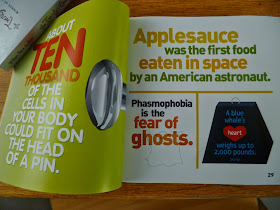 ABOUT
TEN
THOUSAND
OF THE
CELLS IN
YOUR BODY
COULD FIT ON
THE HEAD
OF A PIN.
Applesauce
was the first food
eaten in space
by an American astronaut.
Phasmophobia
is the
fear of
ghosts.
A blue
whale's
heart
weighs up to
2,000 pounds.
29